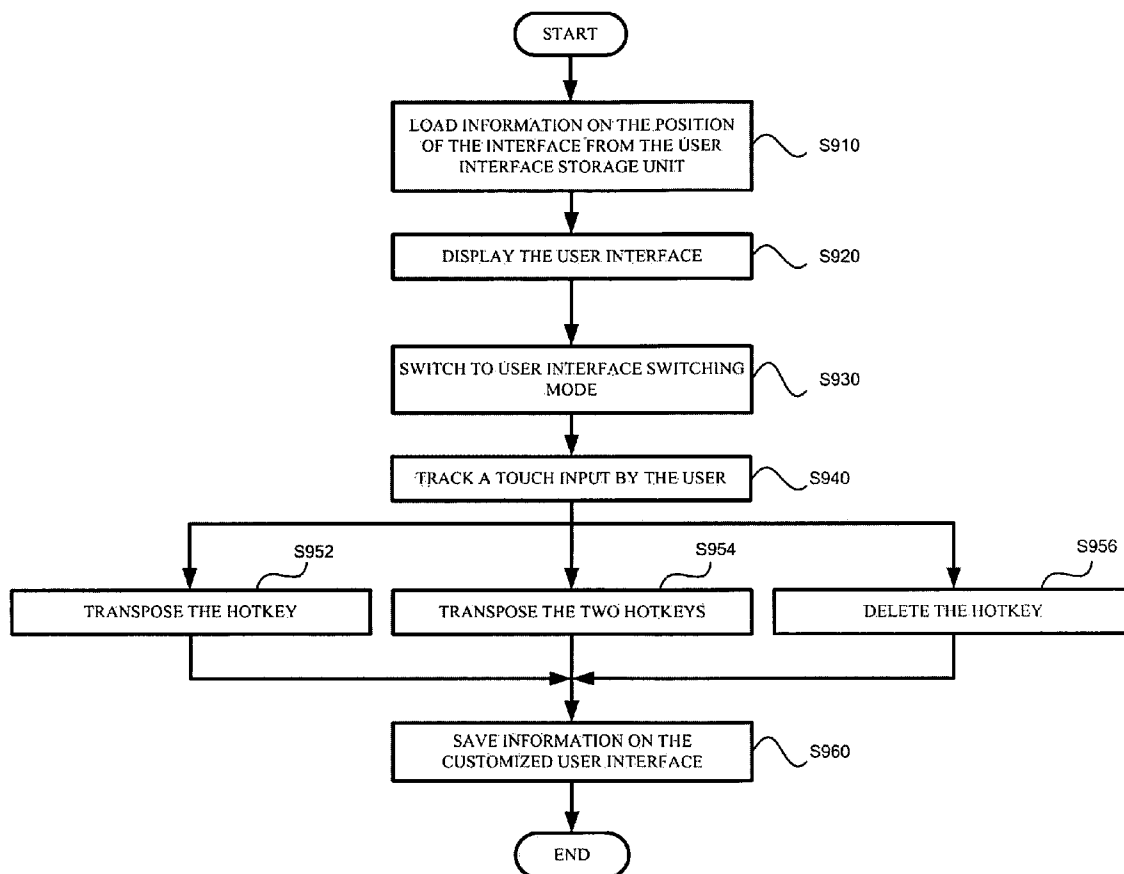 START
LOAD INFORMATION ON THE POSITION
OF THE INTERFACE FROM THE USER
INTERFACE STORAGE UNIT
S910
DISPLAY THE USER INTERFACE
S920
SWITCH TO USER INTERFACE SWITCHING
MODE
S930
TRACK A TOUCH INPUT BY THE USER
S940
S952
S954
S956
TRANSPOSE THE HOTKEY
TRANSPOSE THE TWO HOTKEYS
DELETE THE HOTKEY
SAVE INFORMATION ON THE
CUSTOMIZED USER INTERFACE
S960
END